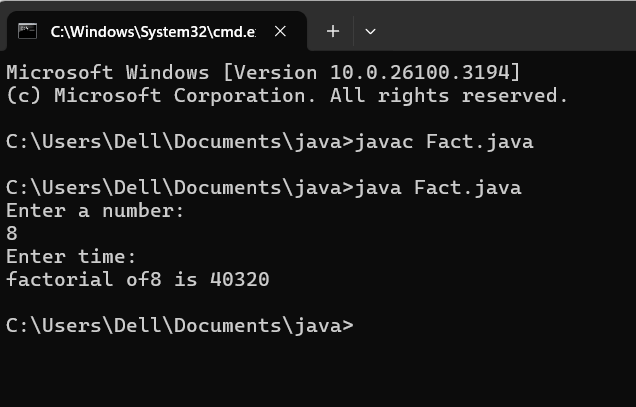 C:\Windows\System32\cmd.e
Microsoft Windows [Version 10.0.26100.3194]
(c) Microsoft Corporation. All rights reserved.
C:\Users\Dell\Documents\java>javac Fact.java
C:\Users\Dell\Documents\java>java Fact.java
Enter a number:
8
Enter time:
factorial of8 is 40320
C:\Users\Dell\Documents\java>